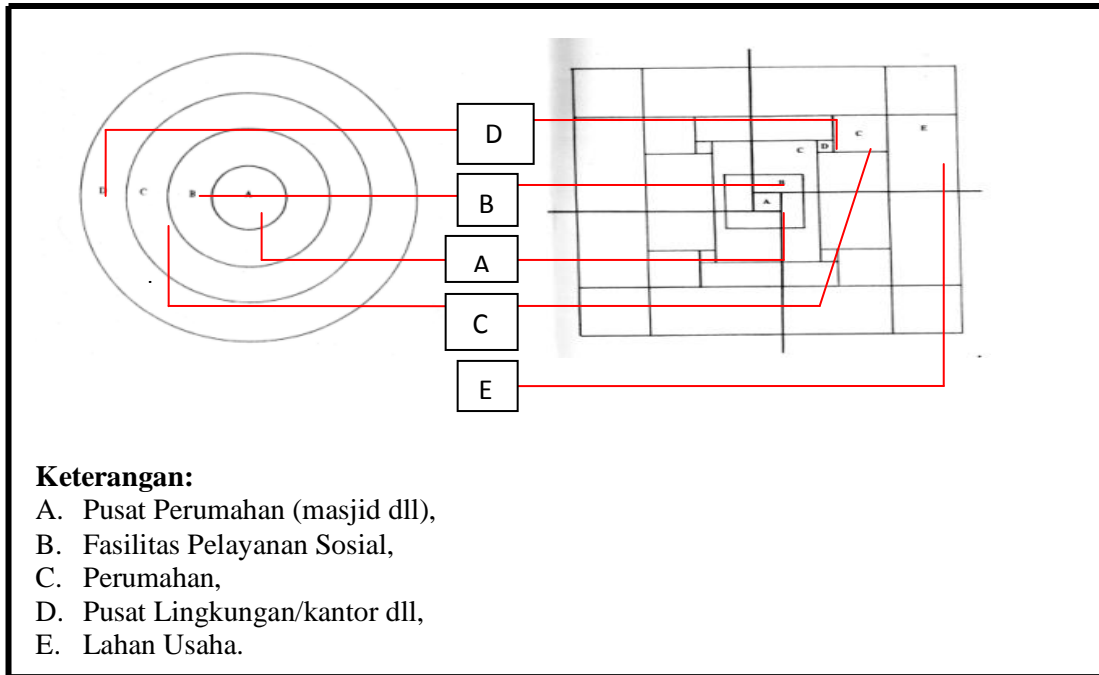 D
B
A
C
E
D
C
B
A
C
D
C
E
B
A
Keterangan:
A. Pusat Perumahan (masjid dll),
B. Fasilitas Pelayanan Sosial,
C. Perumahan,
D. Pusat Lingkungan/kantor dll,
E. Lahan Usaha.